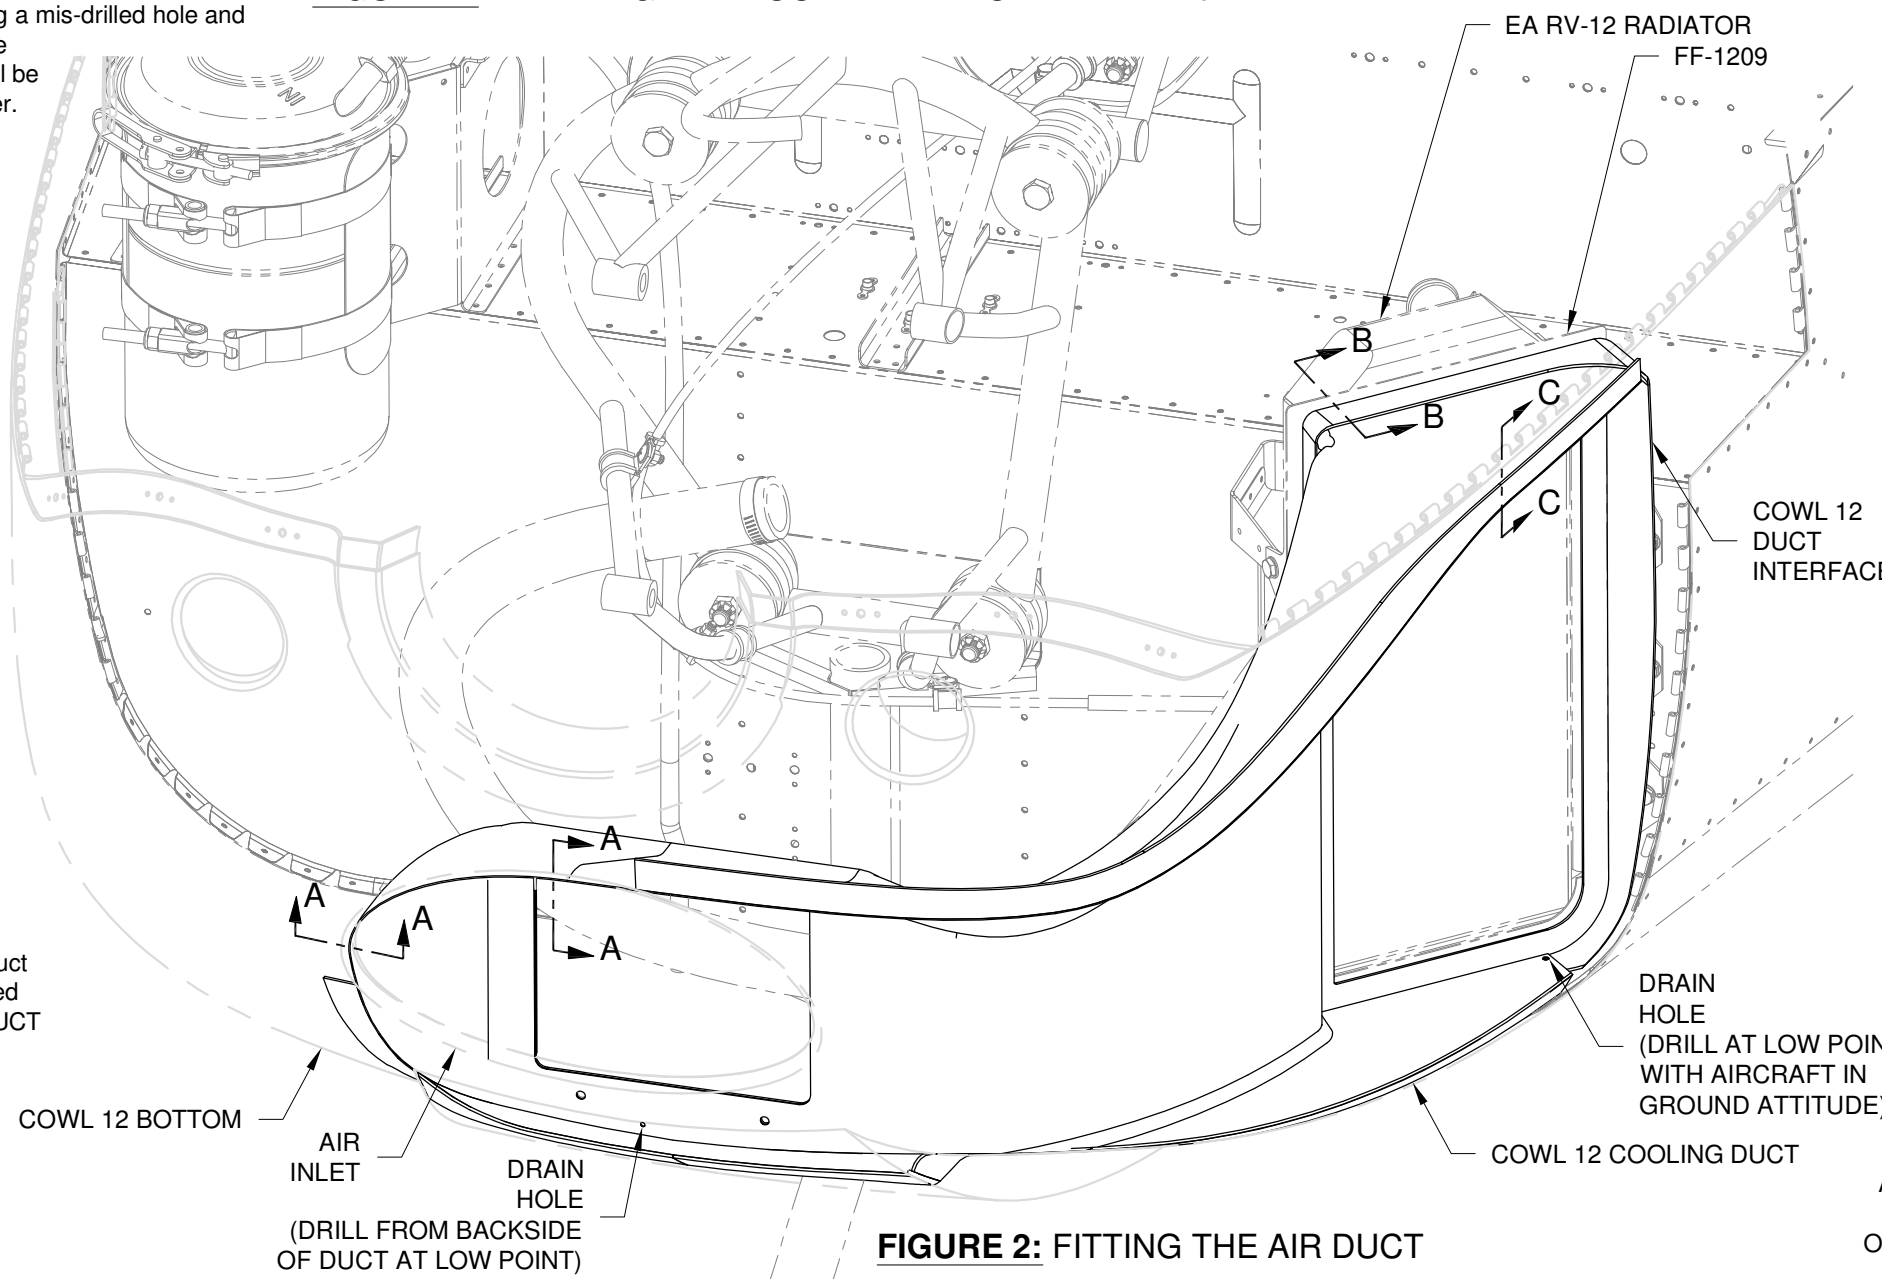 g a mis-drilled hole and
e
l be
er.
EA RV-12 RADIATOR
FF-1209
IN
B
B
C
C
COWL 12
DUCT
INTERFACE
A
A
A
A
uct
ed
UCT
DRAIN
HOLE
(DRILL AT LOW POIN
WITH AIRCRAFT IN
GROUND ATTITUDE)
COWL 12 BOTTOM
AIR
INLET
DRAIN
HOLE
(DRILL FROM BACKSIDE
OF DUCT AT LOW POINT)
COWL 12 COOLING DUCT
FIGURE 2: FITTING THE AIR DUCT
A
O